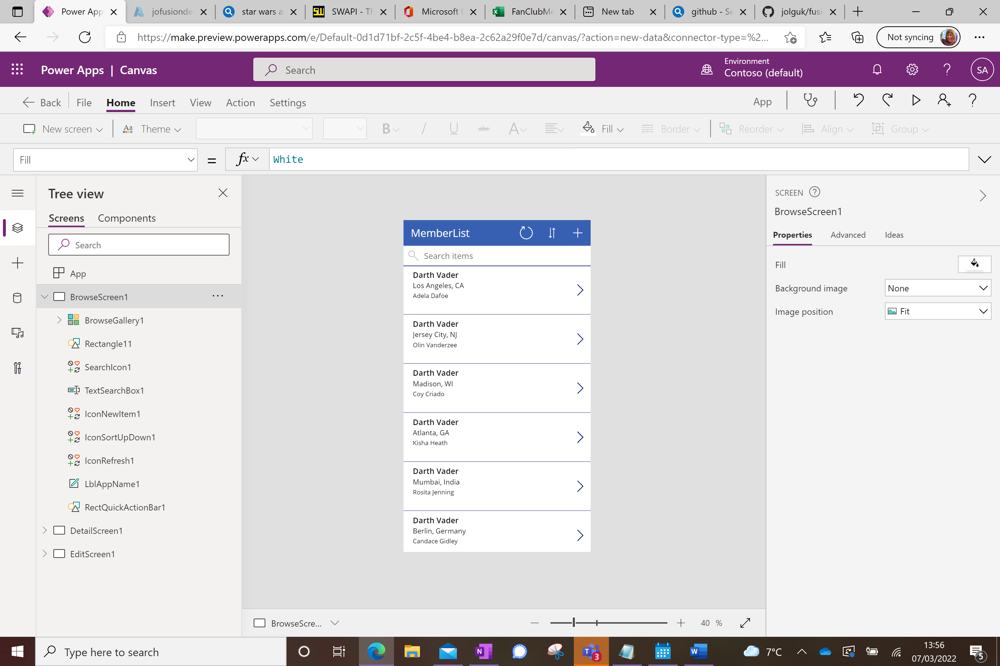 Power App
jofusionde
star wars a
SWAPI - Th
Microsoft
FanClubMe
New tab
github - Se
jolguk/fusi
https://make.preview.powerapps.com/e/Default-0d1d71bf-2c5f-4be4-b8ea-2c62a29f0e7d/canvas/?action=new-data&connector-type=%2...
Not syncing
Power Apps | Canvas
Search
Environment
Contoso (default)
SA
Back
File
Home
Insert
View
Action
Settings
App
New screen
Theme
B
/
U
abc
A
Fill
Border
Reorder
Align
Group
Fill
=
fx
White
Tree view
Screens
Components
Search
App
BrowseScreen1
BrowseGallery1
Rectangle11
SearchIcon1
TextSearchBox1
IconNewItem1
IconSortUpDown1
IconRefresh1
LblAppName1
RectQuickActionBar1
DetailScreen1
EditScreen1
MemberList
Search items
Darth Vader
Los Angeles, CA
Adela Dafoe
Darth Vader
Jersey City, NJ
Olin Vanderzee
Darth Vader
Madison, WI
Coy Criado
Darth Vader
Atlanta, GA
Kisha Heath
Darth Vader
Mumbai, India
Rosita Jenning
Darth Vader
Berlin, Germany
Candace Gidley
BrowseScre...
40 %
SCREEN
BrowseScreen1
Properties
Advanced
Ideas
Fill
Background image
None
Image position
Fit
Type here to search
3
7°C
13:56
07/03/2022
5